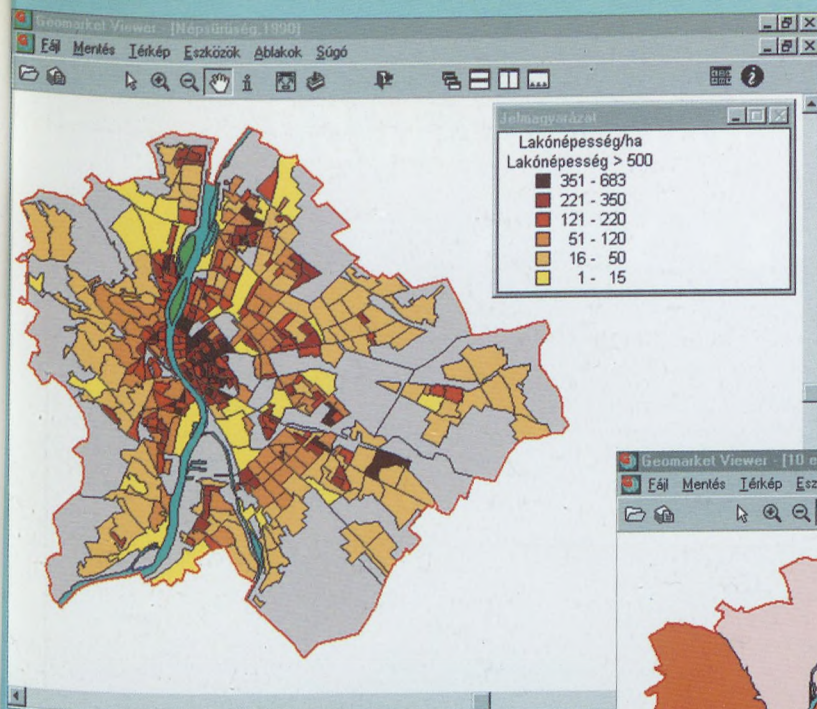 Geomarket Viewer - [Népsűrűség,1990]
Fájl Mentés Térkép Eszközök Ablakok Súgó
Jelmagyarázat
Lakónépesség/ha
Lakónépesség > 500
351 - 683
221 - 350
121 - 220
51 - 120
16 - 50
1 - 15
Geomarket Viewer - [10 e
Fájl Mentés Térkép Esz